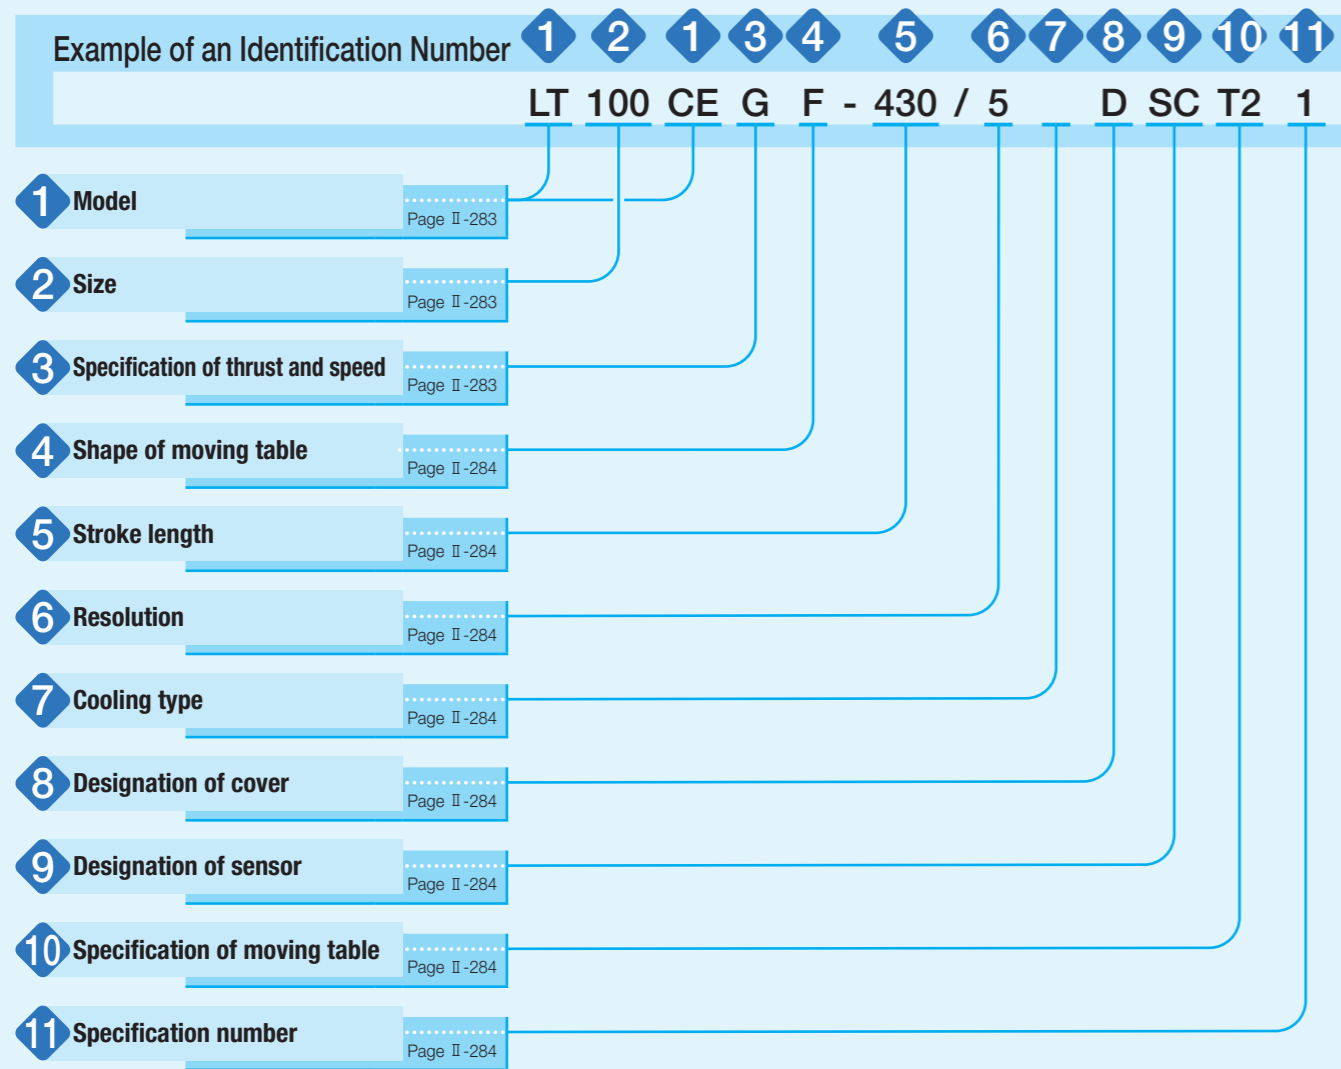 Example of an Identification Number 1 2 1 3 4 5 6 7 8 9 10 11
LT 100 CE G F - 430 / 5 D SC T2 1
1 Model
Page Ⅱ-283
2 Size
Page Ⅱ-283
3 Specification of thrust and speed
Page Ⅱ-283
4 Shape of moving table
Page Ⅱ-284
5 Stroke length
Page Ⅱ-284
6 Resolution
Page Ⅱ-284
7 Cooling type
Page Ⅱ-284
8 Designation of cover
Page Ⅱ-284
9 Designation of sensor
Page Ⅱ-284
10 Specification of moving table
Page Ⅱ-284
11 Specification number
Page Ⅱ-284